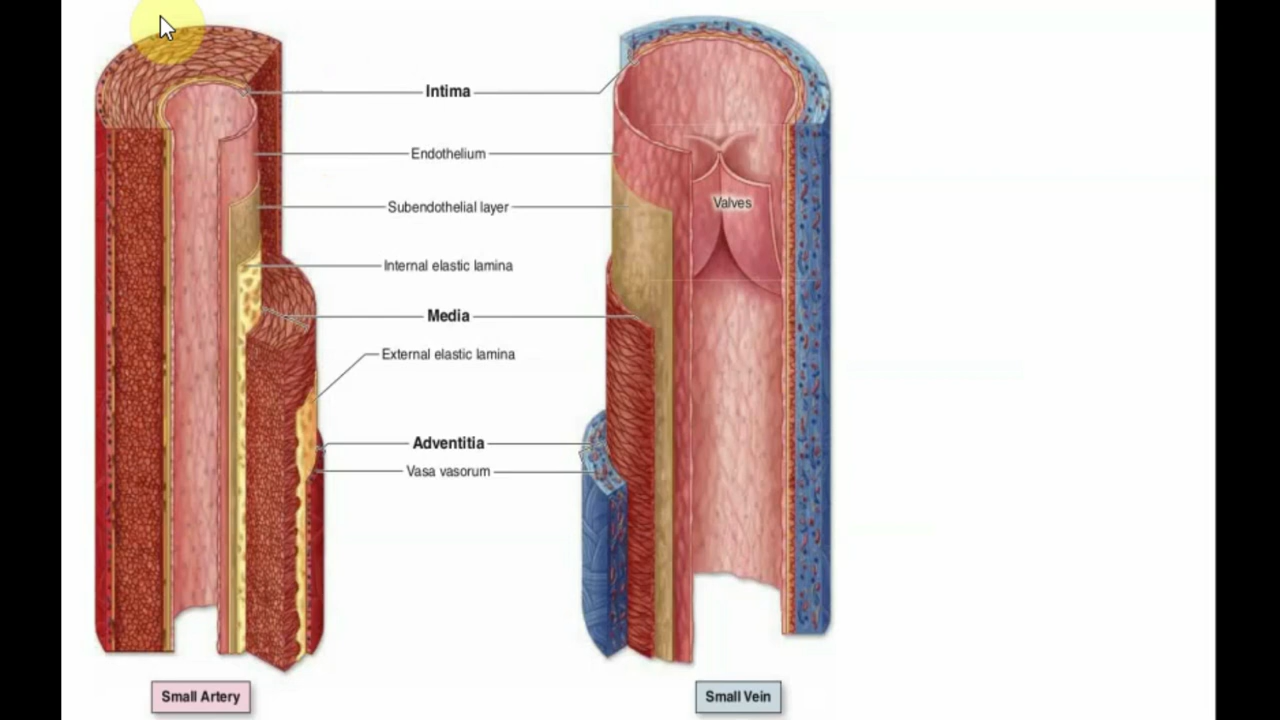 Intima
Endothelium
Subendothelial layer
Valves
Internal elastic lamina
Media
External elastic lamina
Adventitia
Vasa vasorum
Small Artery
Small Vein